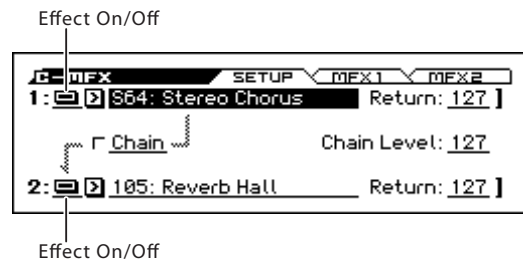 Effect On/Off
C-MFX SETUP MFX1 MFX2
1: S64: Stereo Chorus Return: 127 ]
Chain Chain Level: 127
2: 105: Reverb Hall Return: 127 ]
Effect On/Off